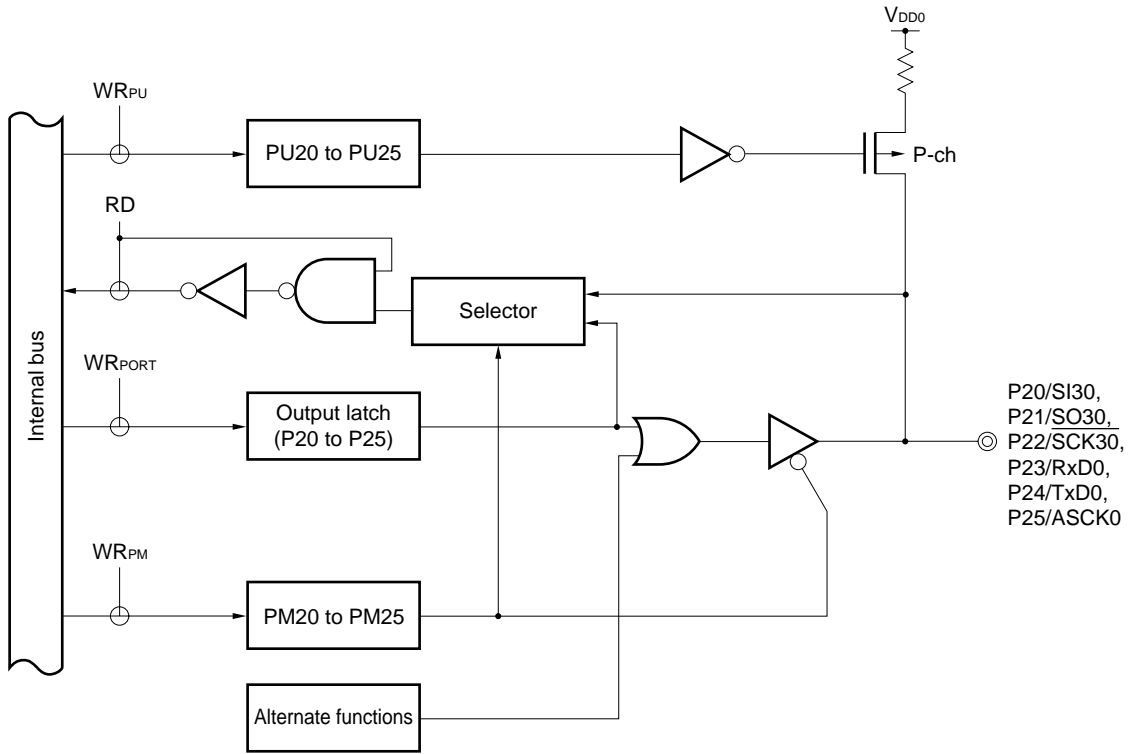 VDD0
WRPU
PU20 to PU25
P-ch
RD
Selector
Internal bus
WRPORT
Output latch
(P20 to P25)
P20/SI30,
P21/SO30,
P22/SCK30,
P23/RxD0,
P24/TxD0,
P25/ASCK0
WRPM
PM20 to PM25
Alternate functions